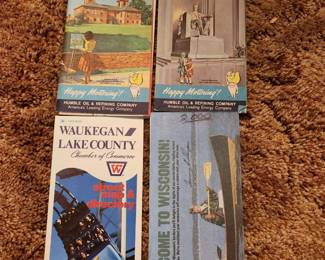 Happy Motoring!
HUMBLE OIL & REFINING COMPANY
America's Leading Energy Company
Happy Motoring!
HUMBLE OIL & REFINING COMPANY
America's Leading Energy Company
WAUKEGAN
LAKE COUNTY
Chamber of Commerce
W
street
map &
directory
COME TO WISCONSIN!